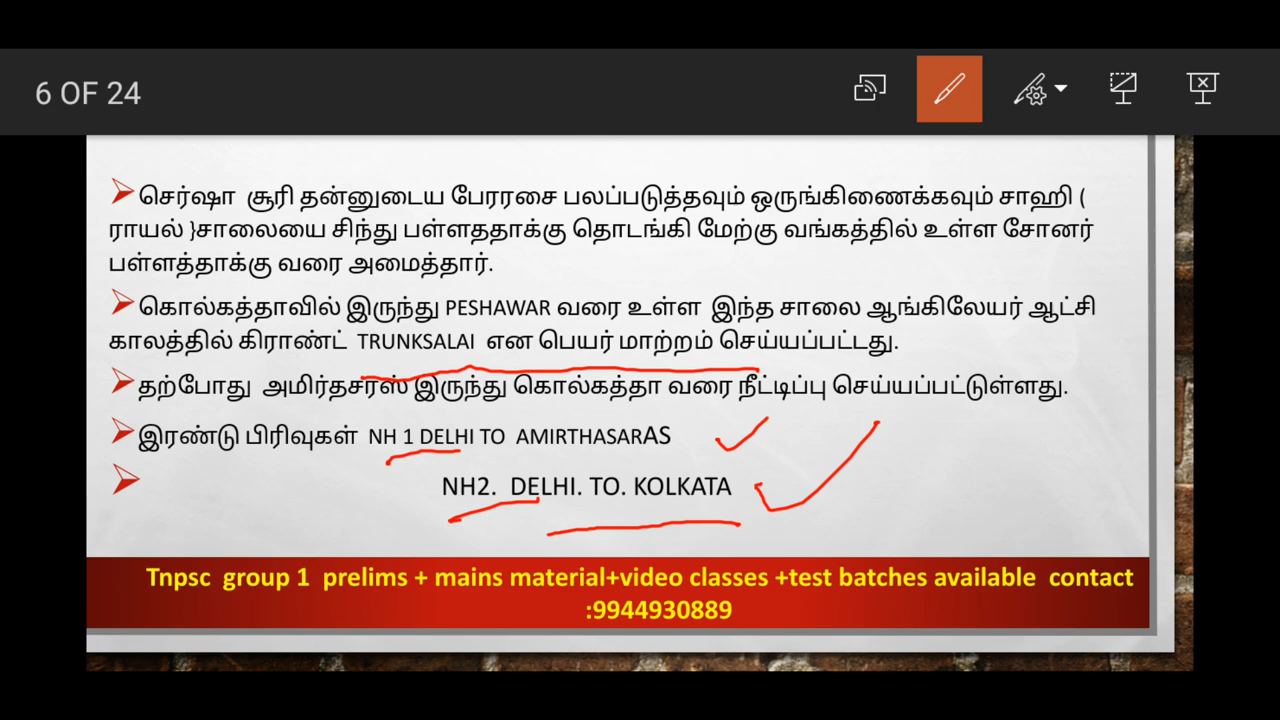 6 OF 24
செர்ஷா சூரி தன்னுடைய பேரரசை பலப்படுத்தவும் ஒருங்கிணைக்கவும் சாஹி (
ராயல் }சாலையை சிந்து பள்ளததாக்கு தொடங்கி மேற்கு வங்கத்தில் உள்ள சோனர்
பள்ளத்தாக்கு வரை அமைத்தார்.
கொல்கத்தாவில் இருந்து PESHAWAR வரை உள்ள இந்த சாலை ஆங்கிலேயர் ஆட்சி
காலத்தில் கிராண்ட் TRUNKSALAI என பெயர் மாற்றம் செய்யப்பட்டது.
தற்போது அமிர்தசரஸ் இருந்து கொல்கத்தா வரை நீட்டிப்பு செய்யப்பட்டுள்ளது.
இரண்டு பிரிவுகள் NH 1 DELHI TO AMIRTHASARAS
NH2. DELHI. TO. KOLKATA
Tnpsc group 1 prelims + mains material+video classes +test batches available contact
:9944930889